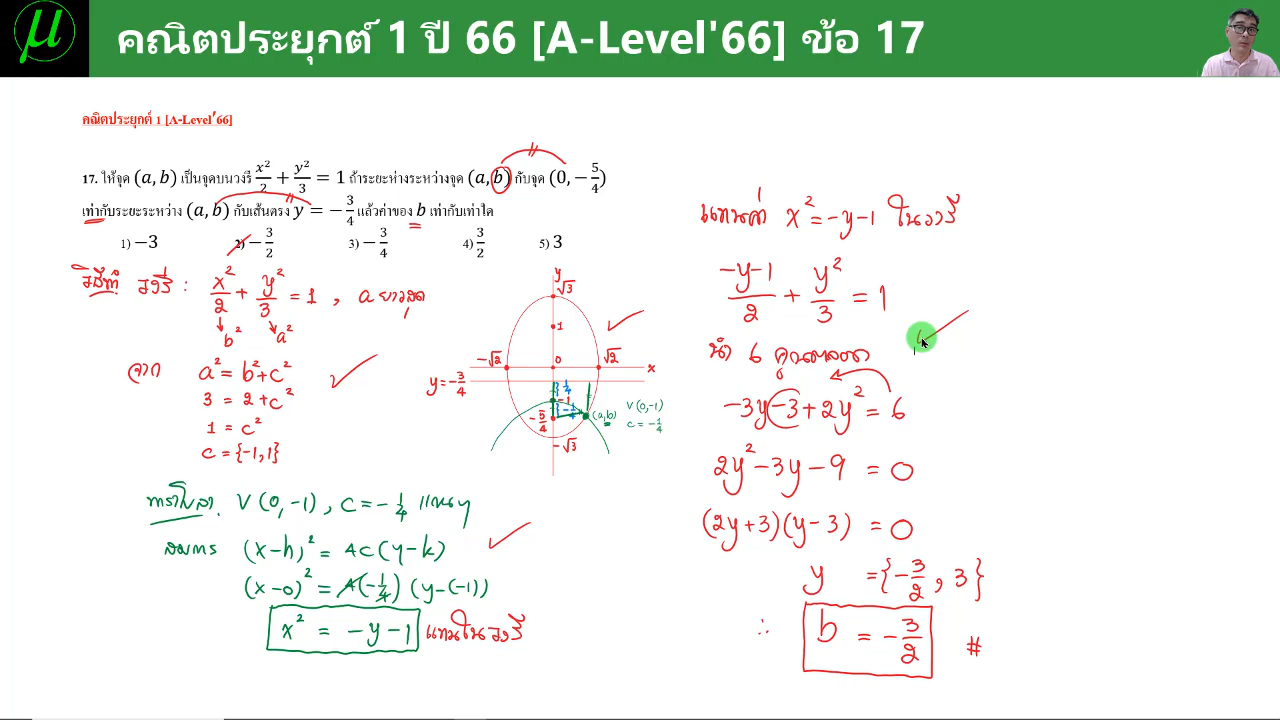 μ
คณิตประยุกต์ 1 ปี 66 [A-Level'66] ข้อ 17
คณิตประยุกต์ 1 [A-Level'66]
17. ให้จุด (a, b) เป็นจุดบนวงรี x²/2 + y²/3 = 1 ถ้าระยะห่างระหว่างจุด (a, b) กับจุด (0, −5/4)
เท่ากับระยะระหว่าง (a, b) กับเส้นตรง y = −3/4 แล้วค่าของ b เท่ากับเท่าใด
1) −3 2) −3/2 3) −3/4 4) 3/2 5) 3
วิธีทำ วงรี : x²/2 + y²/3 = 1 , a ยาวสุด
b² a²
จาก a² = b²+c²
3 = 2+c²
1 = c²
c = {-1,1}
y
√3
1
−√2 0 √2 x
y = −3/4
1/4
−1
−1/4
−5/4
(a,b)
V(0,-1)
c = −1/4
−√3
พาราโบลา V(0,-1), C = −1/4 แกน y
สมการ (x−h)² = 4c(y−k)
(x−0)² = 4(−1/4)(y−(−1))
x² = −y−1 แทนในวงรี
แทนค่า x² = −y−1 ในวงรี
−y−1/2 + y²/3 = 1
นำ 6 คูณตลอด
−3y−3+2y² = 6
2y²−3y−9 = 0
(2y+3)(y−3) = 0
y = {−3/2, 3}
∴ b = −3/2 #